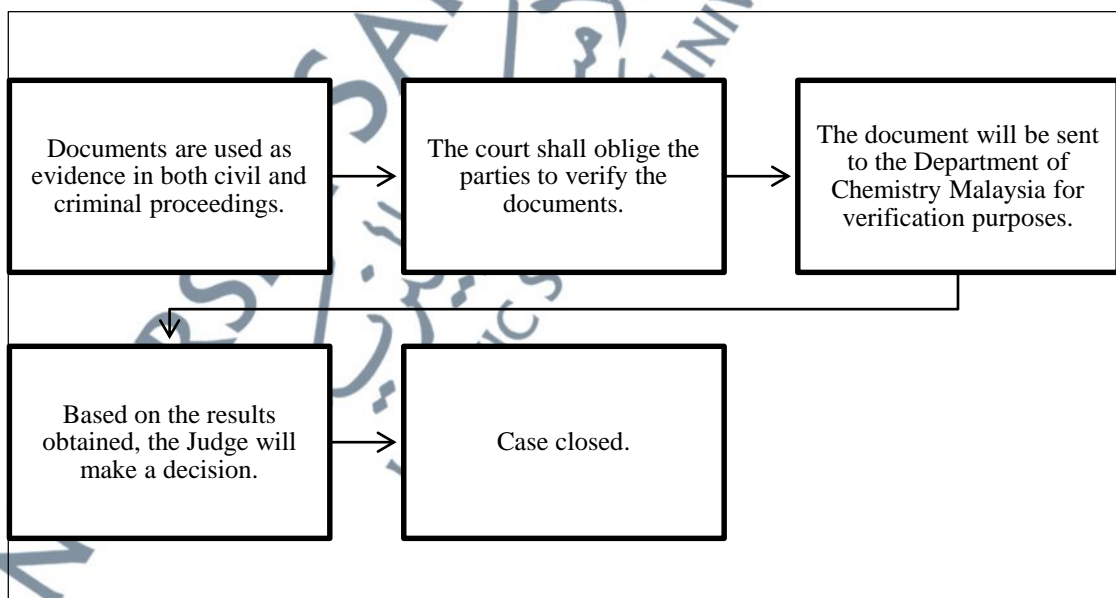 Documents are used as
evidence in both civil and
criminal proceedings.
The court shall oblige the
parties to verify the
documents.
The document will be sent
to the Department of
Chemistry Malaysia for
verification purposes.
Based on the results
obtained, the Judge will
make a decision.
Case closed.